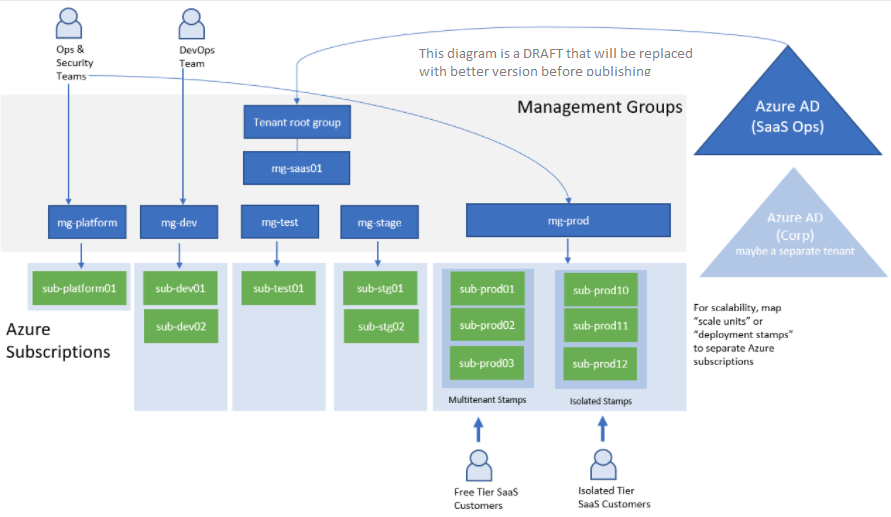 Ops &
Security
Teams
DevOps
Team
This diagram is a DRAFT that will be replaced
with better version before publishing
Management Groups
Azure AD
(SaaS Ops)
Tenant root group
mg-saas01
Azure AD
(Corp)
maybe a separate tenant
mg-platform
mg-dev
mg-test
mg-stage
mg-prod
sub-platform01
sub-dev01
sub-test01
sub-stg01
sub-prod01
sub-prod10
sub-dev02
sub-stg02
sub-prod02
sub-prod11
sub-prod03
sub-prod12
Azure
Subscriptions
For scalability, map
“scale units” or
“deployment stamps”
to separate Azure
subscriptions
Multitenant Stamps
Isolated Stamps
Free Tier SaaS
Customers
Isolated Tier
SaaS Customers